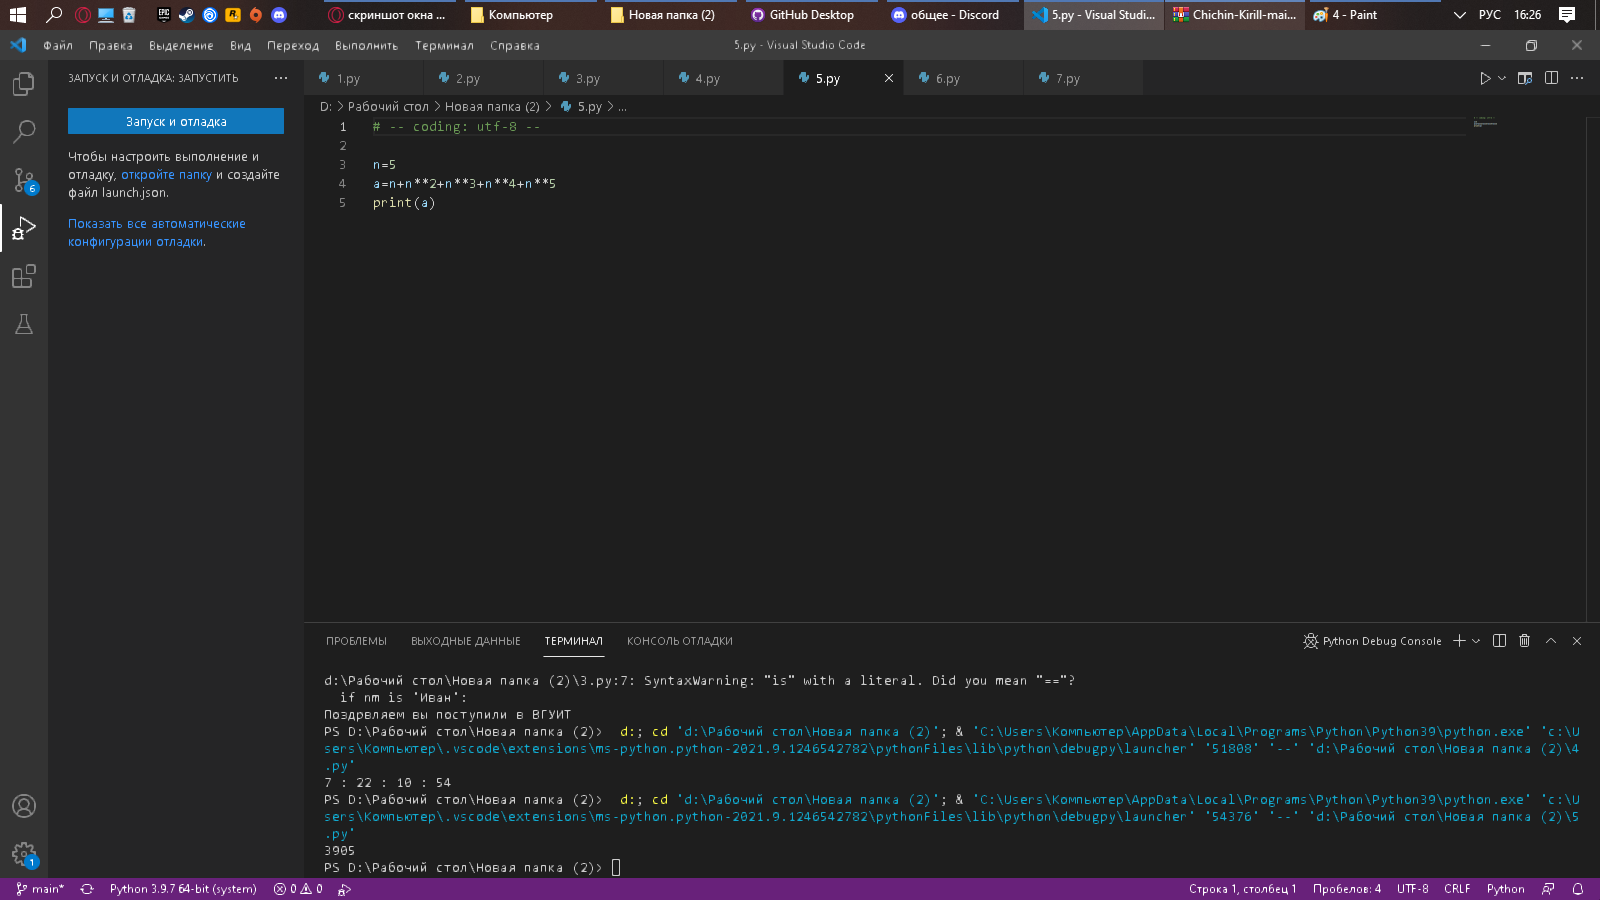 скриншот окна ...
Компьютер
Новая папка (2)
GitHub Desktop
общее - Discord
5.py - Visual Studi...
Chichin-Kirill-mai...
4 - Paint
РУС
16:26
Файл Правка Выделение Вид Переход Выполнить Терминал Справка
5.py - Visual Studio Code
ЗАПУСК И ОТЛАДКА: ЗАПУСТИТЬ ...
1.py
2.py
3.py
4.py
5.py
6.py
7.py
Запуск и отладка
Чтобы настроить выполнение и
отладку, откройте папку и создайте
файл launch.json.
Показать все автоматические
конфигурации отладки.
6
1
D: > Рабочий стол > Новая папка (2) > 5.py > ...
1 # -- coding: utf-8 --
2
3 n=5
4 a=n+n**2+n**3+n**4+n**5
5 print(a)
ПРОБЛЕМЫ ВЫХОДНЫЕ ДАННЫЕ ТЕРМИНАЛ КОНСОЛЬ ОТЛАДКИ
Python Debug Console
d:\Рабочий стол\Новая папка (2)\3.py:7: SyntaxWarning: "is" with a literal. Did you mean "=="?
if nm is 'Иван':
Поздрвляем вы поступили в ВГУИТ
PS D:\Рабочий стол\Новая папка (2)> d:; cd 'd:\Рабочий стол\Новая папка (2)'; & 'C:\Users\Компьютер\AppData\Local\Programs\Python\Python39\python.exe' 'c:\U
sers\Компьютер\.vscode\extensions\ms-python.python-2021.9.1246542782\pythonFiles\lib\python\debugpy\launcher' '51808' '--' 'd:\Рабочий стол\Новая папка (2)\4
.py'
7 : 22 : 10 : 54
PS D:\Рабочий стол\Новая папка (2)> d:; cd 'd:\Рабочий стол\Новая папка (2)'; & 'C:\Users\Компьютер\AppData\Local\Programs\Python\Python39\python.exe' 'c:\U
sers\Компьютер\.vscode\extensions\ms-python.python-2021.9.1246542782\pythonFiles\lib\python\debugpy\launcher' '54376' '--' 'd:\Рабочий стол\Новая папка (2)\5
.py'
3905
PS D:\Рабочий стол\Новая папка (2)>
main* Python 3.9.7 64-bit (system) 0 0
Строка 1, столбец 1 Пробелов: 4 UTF-8 CRLF Python